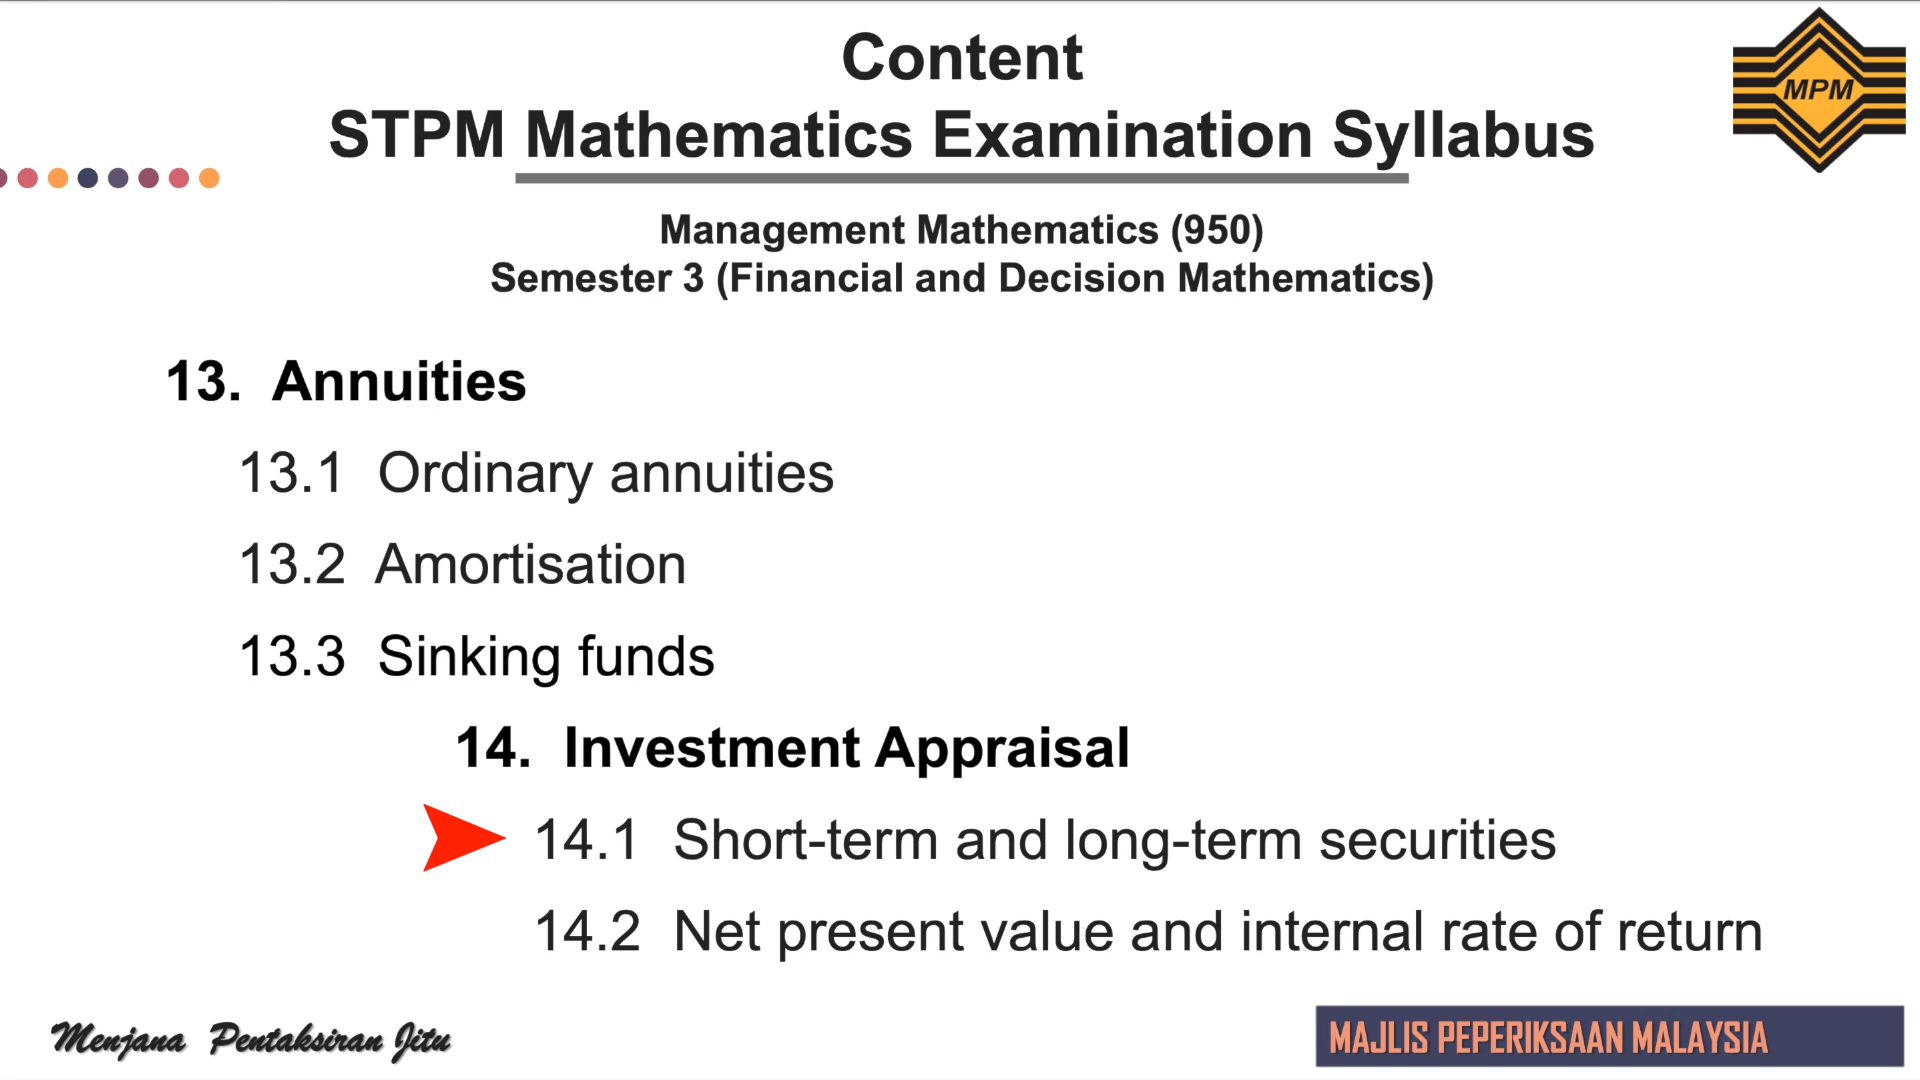 Content
STPM Mathematics Examination Syllabus
MPM
Management Mathematics (950)
Semester 3 (Financial and Decision Mathematics)
13. Annuities
13.1 Ordinary annuities
13.2 Amortisation
13.3 Sinking funds
14. Investment Appraisal
14.1 Short-term and long-term securities
14.2 Net present value and internal rate of return
Menjana Pentaksiran Jitu
MAJLIS PEPERIKSAAN MALAYSIA